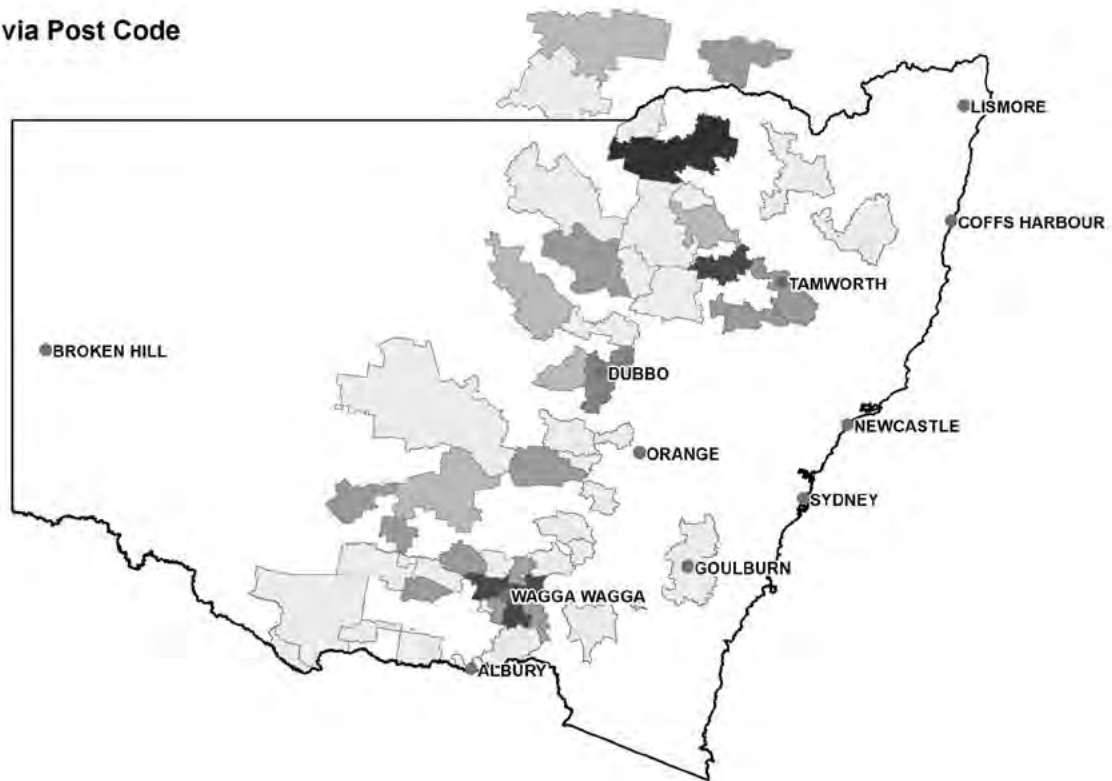 via Post Code
LISMORE
COFFS HARBOUR
TAMWORTH
BROKEN HILL
DUBBO
NEWCASTLE
ORANGE
SYDNEY
GOULBURN
WAGGA WAGGA
ALBURY